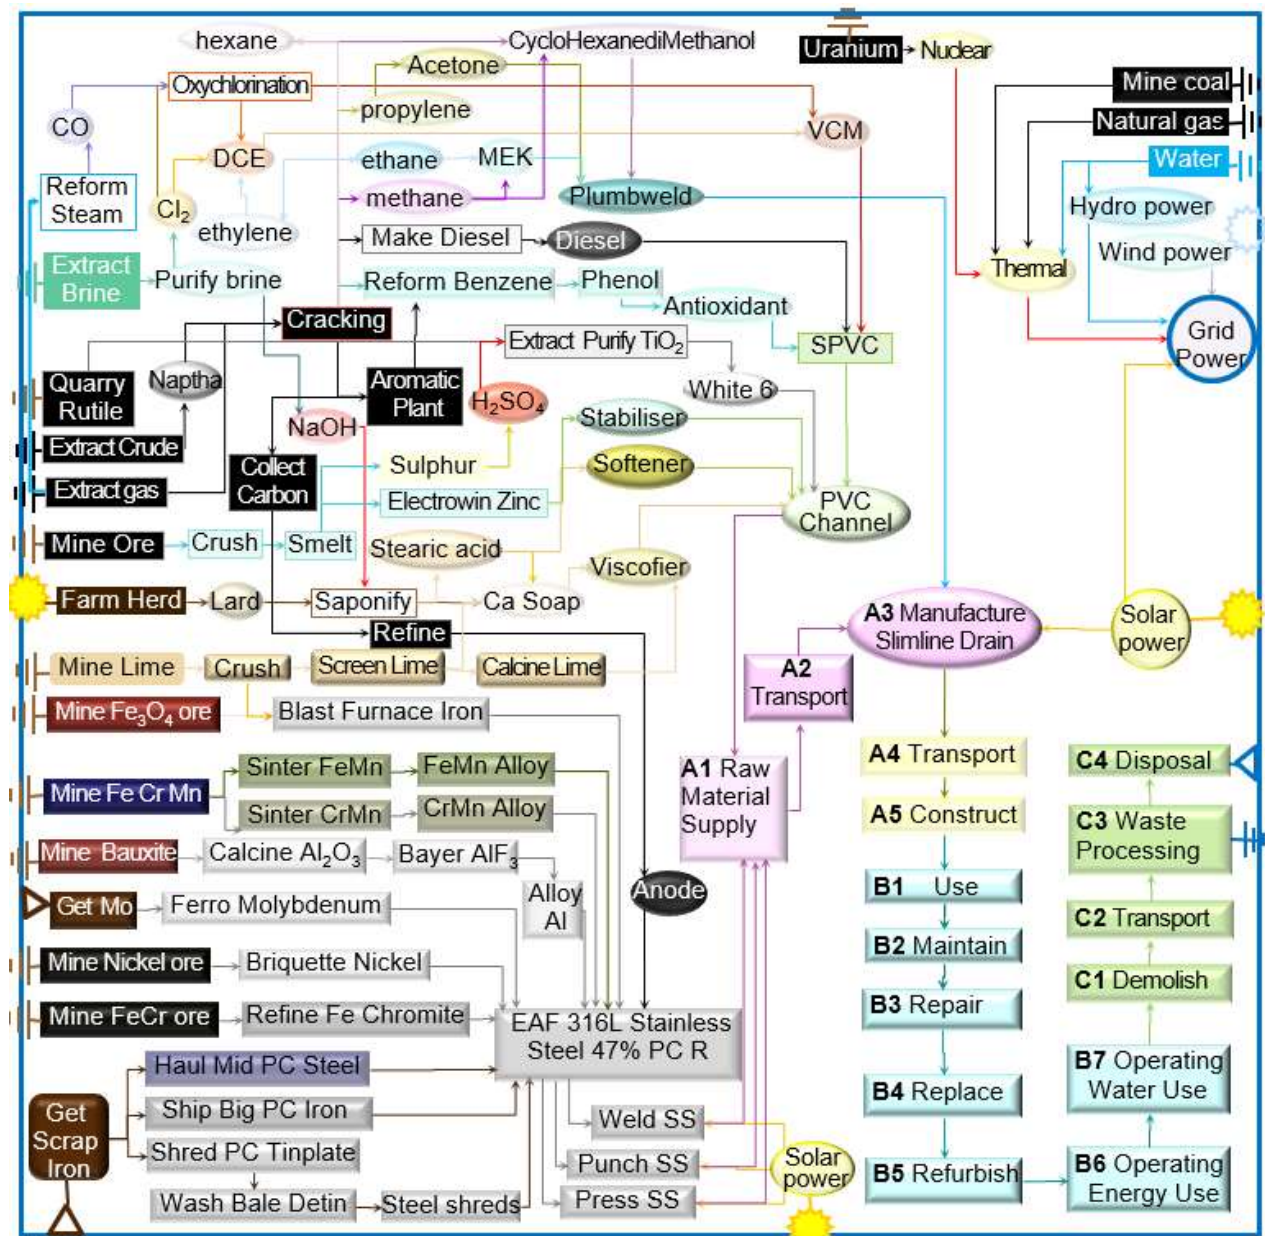 hexane
CycloHexanediMethanol
Uranium
Nuclear
Acetone
Oxychlorination
Mine coal
propylene
Natural gas
CO
VCM
DCE
ethane
MEK
Water
Reform
Steam
Cl₂
methane
Plumbweld
Hydro power
ethylene
Make Diesel
Diesel
Wind power
Extract
Brine
Purify brine
Reform Benzene
Phenol
Thermal
Antioxidant
Cracking
Extract Purify TiO₂
SPVC
Grid
Power
Quarry
Rutile
Naptha
Aromatic
Plant
H₂SO₄
White 6
NaOH
Stabiliser
Extract Crude
Collect
Carbon
Sulphur
Softener
Extract gas
Electrowin Zinc
PVC
Channel
Mine Ore
Crush
Smelt
Stearic acid
Viscofier
Farm Herd
Lard
Saponify
Ca Soap
A3 Manufacture
Slimline Drain
Solar
power
Refine
Mine Lime
Crush
Screen Lime
Calcine Lime
A2
Transport
Mine Fe₃O₄ ore
Blast Furnace Iron
A4 Transport
C4 Disposal
Sinter FeMn
FeMn Alloy
A1 Raw
Material
Supply
Mine Fe Cr Mn
Sinter CrMn
CrMn Alloy
A5 Construct
C3 Waste
Processing
Mine Bauxite
Calcine Al₂O₃
Bayer AlF₃
Alloy
Al
Anode
B1 Use
Get Mo
Ferro Molybdenum
C2 Transport
B2 Maintain
Mine Nickel ore
Briquette Nickel
C1 Demolish
B3 Repair
Mine FeCr ore
Refine Fe Chromite
EAF 316L Stainless
Steel 47% PC R
Haul Mid PC Steel
B7 Operating
Water Use
B4 Replace
Get
Scrap
Iron
Ship Big PC Iron
Weld SS
Shred PC Tinplate
Punch SS
Solar
power
B5 Refurbish
B6 Operating
Energy Use
Wash Bale Detin
Steel shreds
Press SS